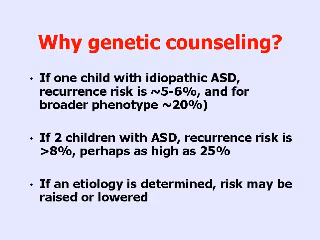 Why genetic counseling?
• If one child with idiopathic ASD,
recurrence risk is ~5-6%, and for
broader phenotype ~20%)
• If 2 children with ASD, recurrence risk is
>8%, perhaps as high as 25%
• If an etiology is determined, risk may be
raised or lowered